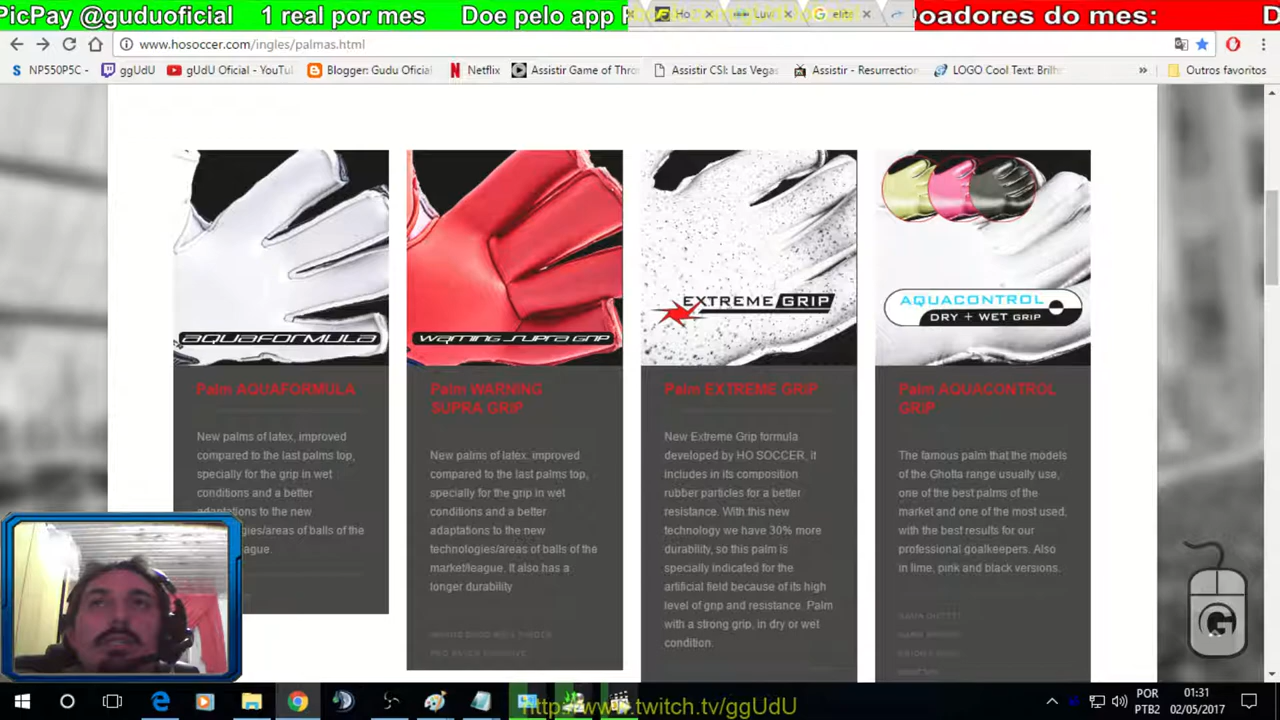 PicPay @guduoficial 1 real por mes Doe pelo app
oadores do mes:
Ho
Luv
elite
www.hosoccer.com/ingles/palmas.html
NP550P5C -
ggUdU
gUdU Oficial - YouTu
Blogger: Gudu Oficial
Netflix
Assistir Game of Thro
Assistir CSI: Las Vegas
Assistir - Resurrection
LOGO Cool Text: Brilh
»
Outros favoritos
aquaformula
warning supra grip
EXTREME GRIP
AQUACONTROL
DRY + WET GRIP
Palm AQUAFORMULA
New palms of latex, improved
compared to the last palms top,
specially for the grip in wet
conditions and a better
adaptations to the new
gies/areas of balls of the
ague.
Palm WARNING
SUPRA GRIP
New palms of latex. improved
compared to the last palms top,
specially for the grip in wet
conditions and a better
adaptations to the new
technologies/areas of balls of the
market/league. It also has a
longer durability
Palm EXTREME GRIP
New Extreme Grip formula
developed by HO SOCCER, it
includes in its composition
rubber particles for a better
resistance. With this new
technology we have 30% more
durability, so this palm is
specially indicated for the
artificial field because of its high
level of grip and resistance. Palm
with a strong grip, in dry or wet
condition.
Palm AQUACONTROL
GRIP
The famous palm that the models
of the Ghotta range usually use,
one of the best palms of the
market and one of the most used,
with the best results for our
professional goalkeepers. Also
in lime, pink and black versions.
G
http://www.twitch.tv/ggUdU
POR
PTB2
01:31
02/05/2017